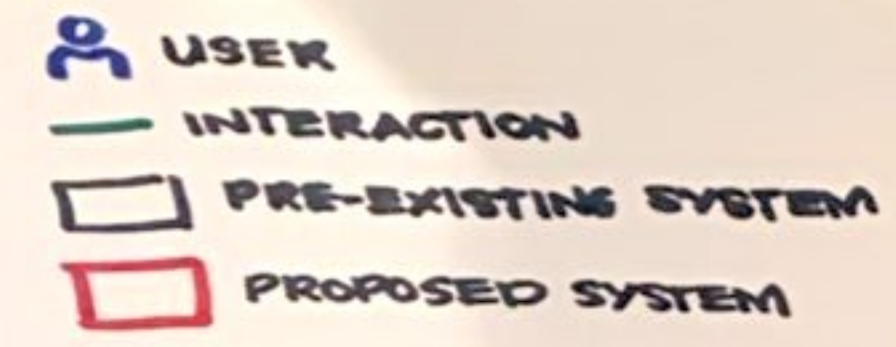 USER
INTERACTION
PRE-EXISTING SYSTEM
PROPOSED SYSTEM